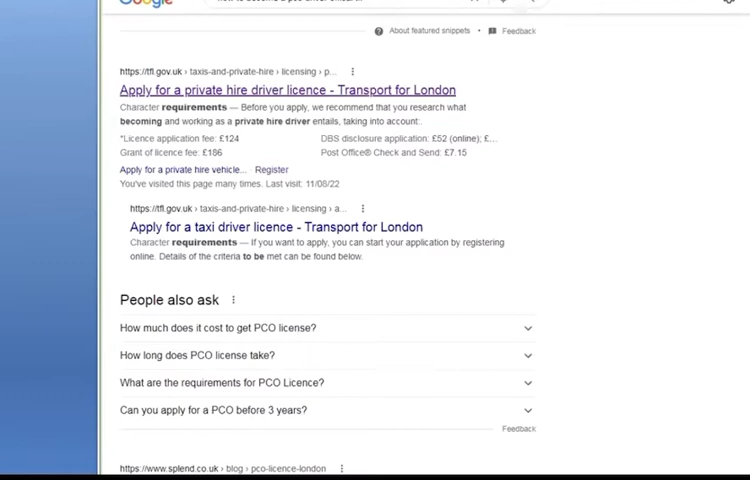 Google
About featured snippets • Feedback
https://tfl.gov.uk › taxis-and-private-hire › licensing › p...
Apply for a private hire driver licence - Transport for London
Character requirements — Before you apply, we recommend that you research what
becoming and working as a private hire driver entails, taking into account:.
*Licence application fee: £124 DBS disclosure application: £52 (online); £...
Grant of licence fee: £186 Post Office® Check and Send: £7.15
Apply for a private hire vehicle... · Register
You've visited this page many times. Last visit: 11/08/22
https://tfl.gov.uk › taxis-and-private-hire › licensing › a...
Apply for a taxi driver licence - Transport for London
Character requirements — If you want to apply, you can start your application by registering
online. Details of the criteria to be met can be found below.
People also ask
How much does it cost to get PCO license?
How long does PCO license take?
What are the requirements for PCO Licence?
Can you apply for a PCO before 3 years?
Feedback
https://www.splend.co.uk › blog › pco-licence-london